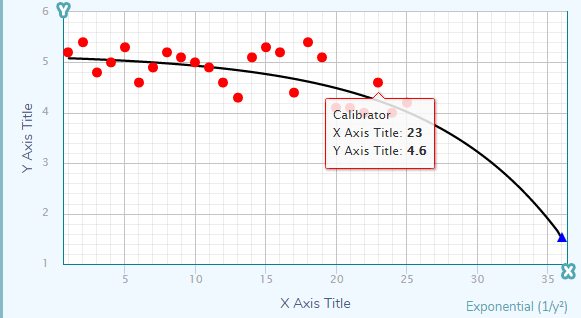 Y
6
5
4
3
2
1
Y Axis Title
Calibrator
X Axis Title: 23
Y Axis Title: 4.6
5 10 15 20 25 30 35
X
X Axis Title
Exponential (1/y²)